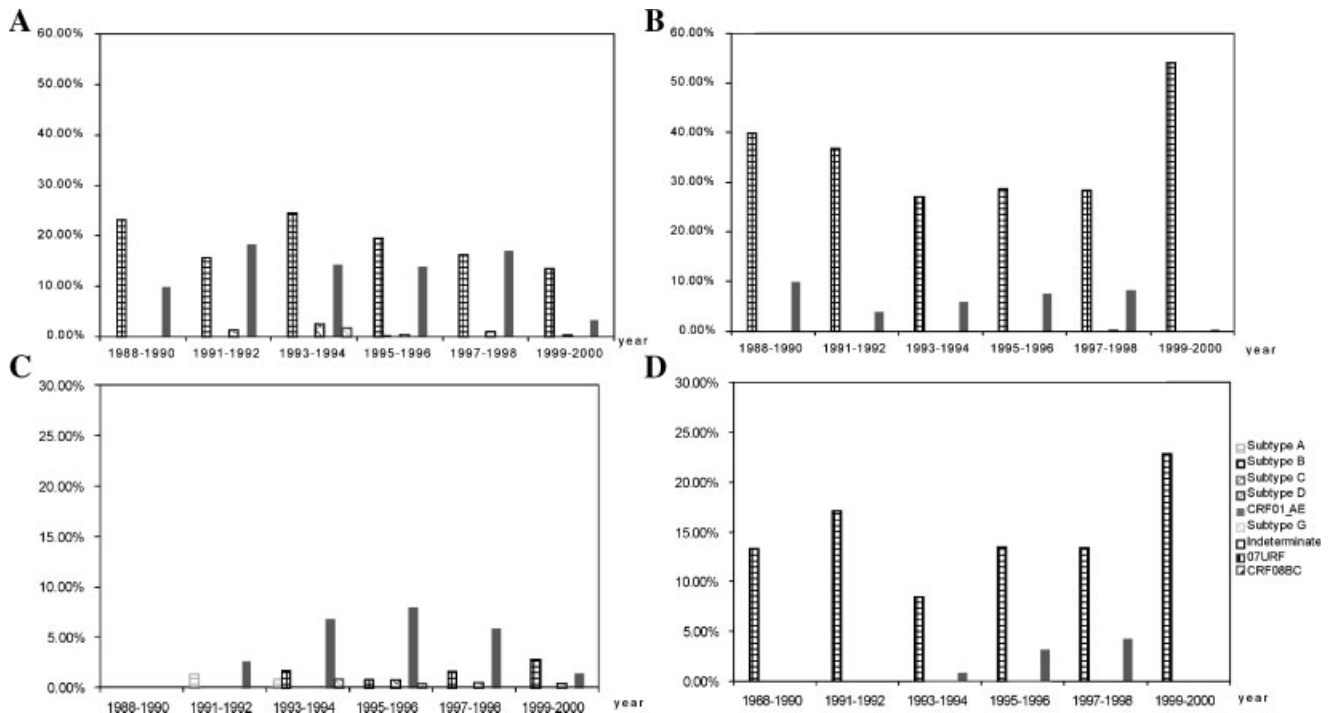 A
60.00%
50.00%
40.00%
30.00%
20.00%
10.00%
0.00%
1988-1990 1991-1992 1993-1994 1995-1996 1997-1998 1999-2000 year
B
60.00%
50.00%
40.00%
30.00%
20.00%
10.00%
0.00%
1988-1990 1991-1992 1993-1994 1995-1996 1997-1998 1999-2000 year
C
30.00%
25.00%
20.00%
15.00%
10.00%
5.00%
0.00%
1988-1990 1991-1992 1993-1994 1995-1996 1997-1998 1999-2000 year
D
30.00%
25.00%
20.00%
15.00%
10.00%
5.00%
0.00%
1988-1990 1991-1992 1993-1994 1995-1996 1997-1998 1999-2000 year
Subtype A
Subtype B
Subtype C
Subtype D
CRF01_AE
Subtype G
Indeterminate
07URF
CRF08BC